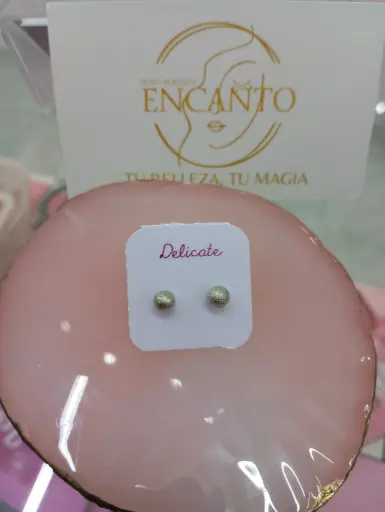 ENCANTO
TU BELLEZA, TU MAGIA
Delicate